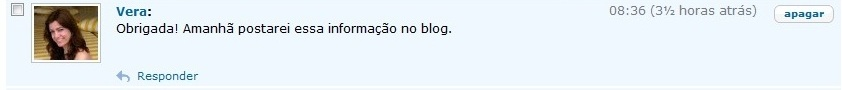 Vera: 08:36 (3½ horas atrás) apagar
Obrigada! Amanhã postarei essa informação no blog.
Responder